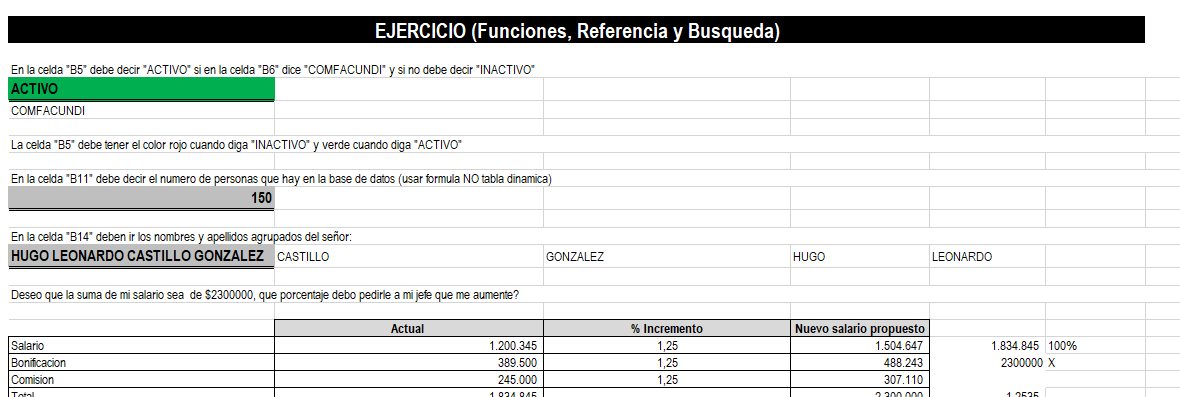 EJERCICIO (Funciones, Referencia y Busqueda)
En la celda "B5" debe decir "ACTIVO" si en la celda "B6" dice "COMFACUNDI" y si no debe decir "INACTIVO"
ACTIVO
COMFACUNDI
La celda "B5" debe tener el color rojo cuando diga "INACTIVO" y verde cuando diga "ACTIVO"
En la celda "B11" debe decir el numero de personas que hay en la base de datos (usar formula NO tabla dinamica)
150
En la celda "B14" deben ir los nombres y apellidos agrupados del señor:
HUGO LEONARDO CASTILLO GONZALEZ CASTILLO GONZALEZ HUGO LEONARDO
Deseo que la suma de mi salario sea de $2300000, que porcentaje debo pedirle a mi jefe que me aumente?
Actual % Incremento Nuevo salario propuesto
Salario 1.200.345 1,25 1.504.647 1.834.845 100%
Bonificacion 389.500 1,25 488.243 2300000 X
Comision 245.000 1,25 307.110
Total 1.834.845 2.300.000 1,2535